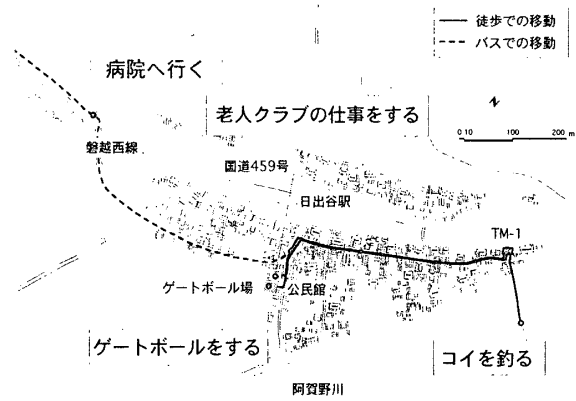 徒歩での移動
バスでの移動
病院へ行く
老人クラブの仕事をする
N
0 10 100 200 m
磐越西線
国道459号
日出谷駅
TM-1
ゲートボール場
公民館
ゲートボールをする
コイを釣る
阿賀野川